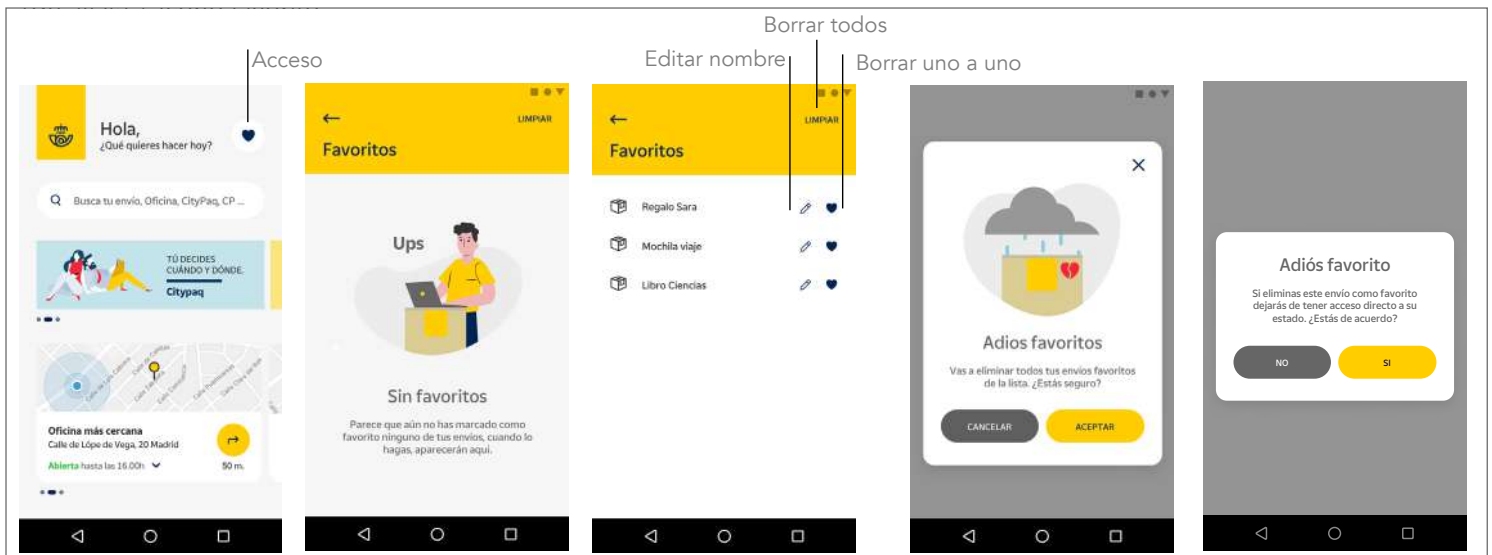 Borrar todos
Acceso
Editar nombre
Borrar uno a uno
Hola,
¿Qué quieres hacer hoy?
Busca tu envío, Oficina, CityPaq, CP ...
TÚ DECIDES
CUÁNDO Y DÓNDE.
Citypaq
Oficina más cercana
Calle de Lópe de Vega, 20 Madrid
Abierta hasta las 16.00h
50 m.
LIMPIAR
Favoritos
Ups
Sin favoritos
Parece que aún no has marcado como
favorito ninguno de tus envíos, cuando lo
hagas, aparecerán aquí.
LIMPIAR
Favoritos
Regalo Sara
Mochila viaje
Libro Ciencias
Adios favoritos
Vas a eliminar todos tus envíos favoritos
de la lista. ¿Estás seguro?
CANCELAR
ACEPTAR
Adiós favorito
Si eliminas este envío como favorito
dejarás de tener acceso directo a su
estado. ¿Estás de acuerdo?
NO
SI